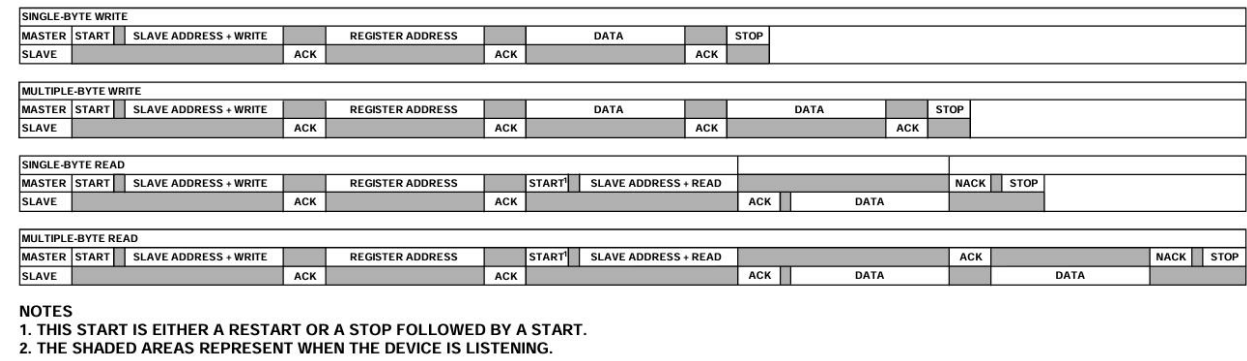 SINGLE-BYTE WRITE
MASTER START SLAVE ADDRESS + WRITE REGISTER ADDRESS DATA STOP
SLAVE ACK ACK ACK
MULTIPLE-BYTE WRITE
MASTER START SLAVE ADDRESS + WRITE REGISTER ADDRESS DATA DATA STOP
SLAVE ACK ACK ACK ACK
SINGLE-BYTE READ
MASTER START SLAVE ADDRESS + WRITE REGISTER ADDRESS START¹ SLAVE ADDRESS + READ NACK STOP
SLAVE ACK ACK ACK DATA
MULTIPLE-BYTE READ
MASTER START SLAVE ADDRESS + WRITE REGISTER ADDRESS START¹ SLAVE ADDRESS + READ ACK NACK STOP
SLAVE ACK ACK ACK DATA DATA
NOTES
1. THIS START IS EITHER A RESTART OR A STOP FOLLOWED BY A START.
2. THE SHADED AREAS REPRESENT WHEN THE DEVICE IS LISTENING.